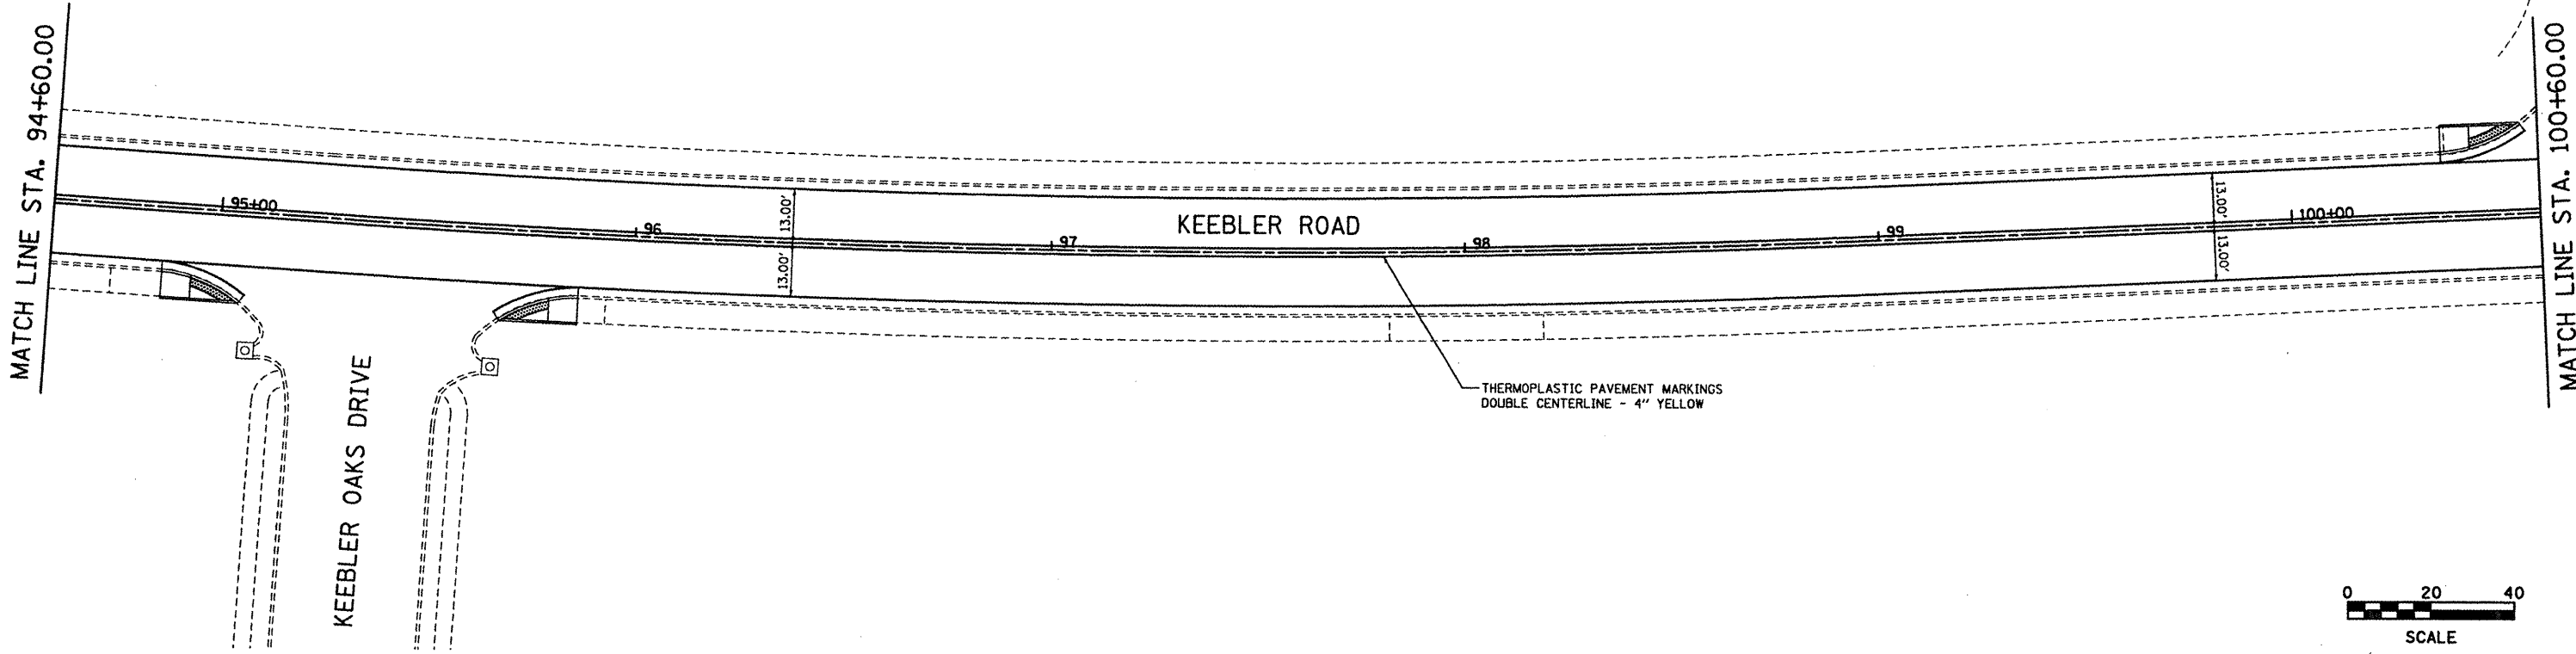 MATCH LINE STA. 94+60.00
95+00
96
13.00'
13.00'
97
KEEBLER ROAD
98
99
13.00'
13.00'
100+00
MATCH LINE STA. 100+60.00
THERMOPLASTIC PAVEMENT MARKINGS
DOUBLE CENTERLINE - 4" YELLOW
KEEBLER OAKS DRIVE
0 20 40
SCALE